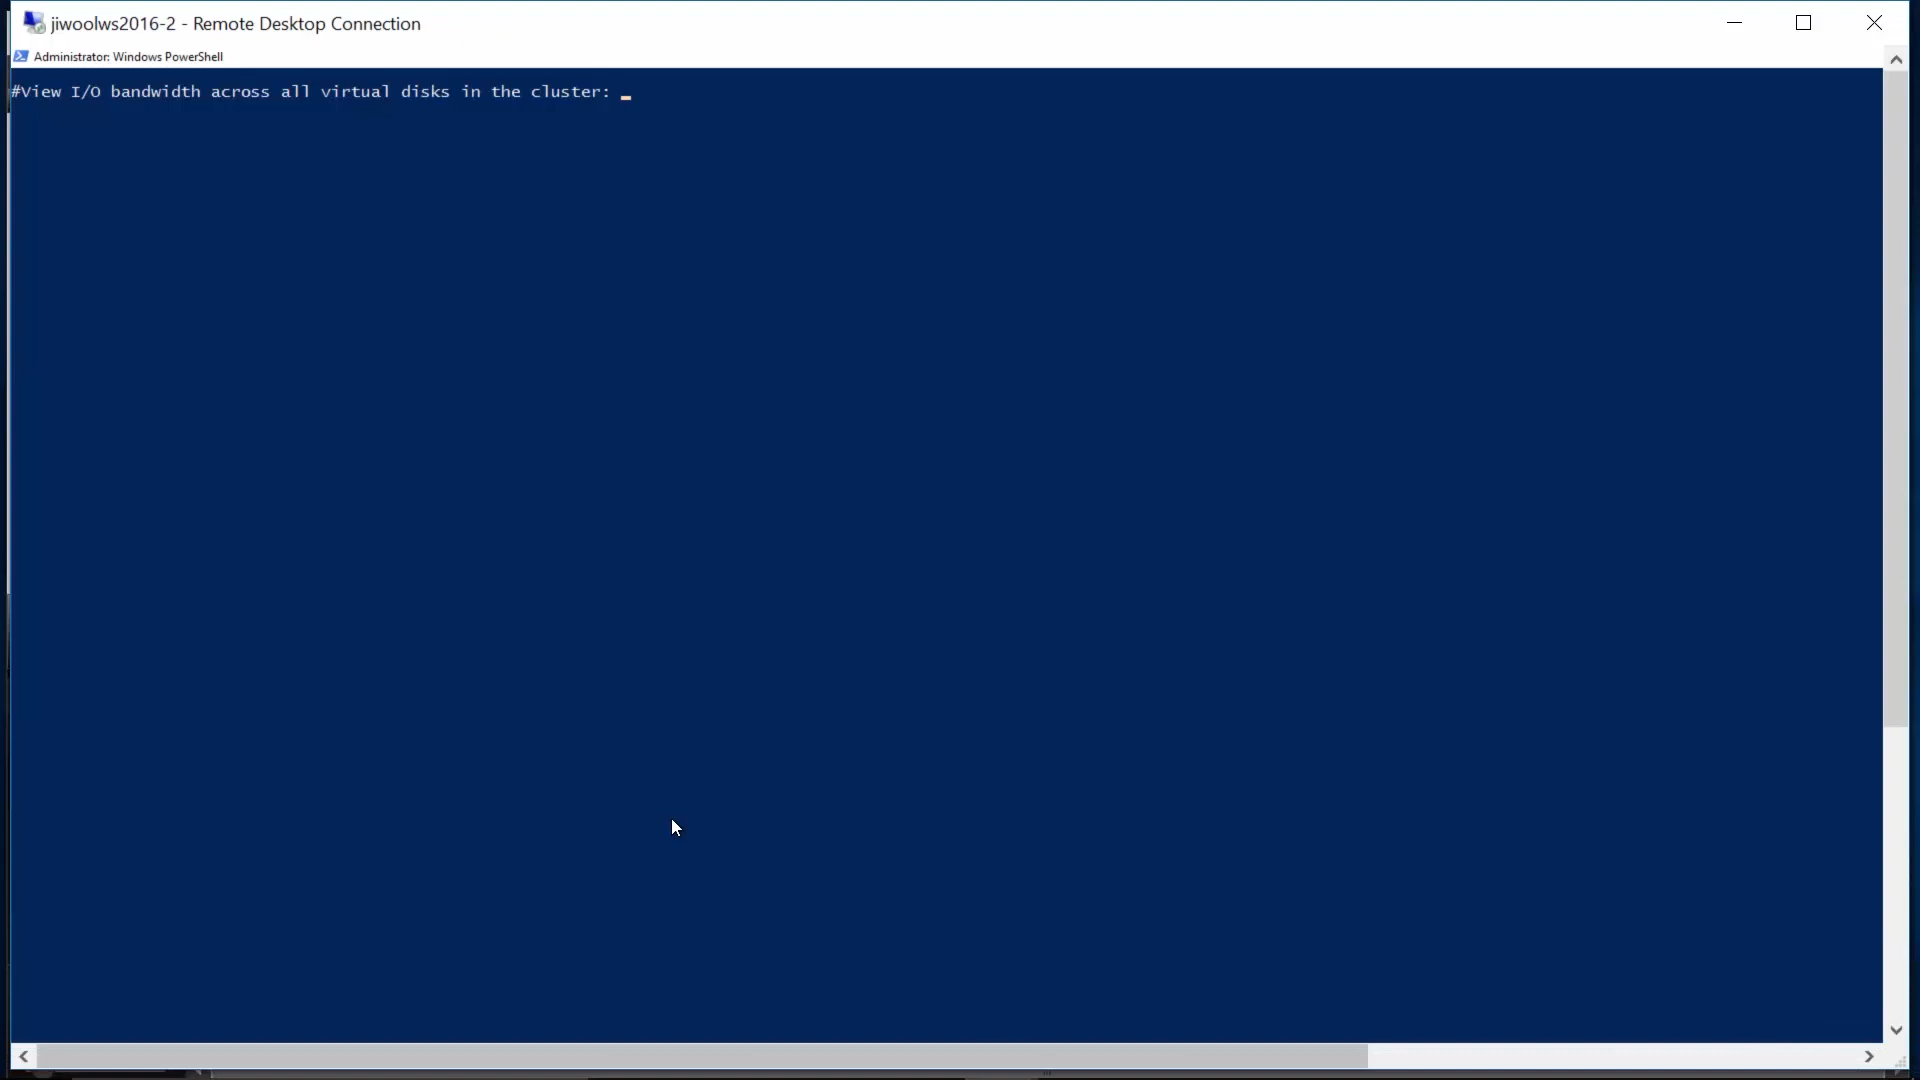 jiwoolws2016-2 - Remote Desktop Connection
Administrator: Windows PowerShell
#View I/O bandwidth across all virtual disks in the cluster: _